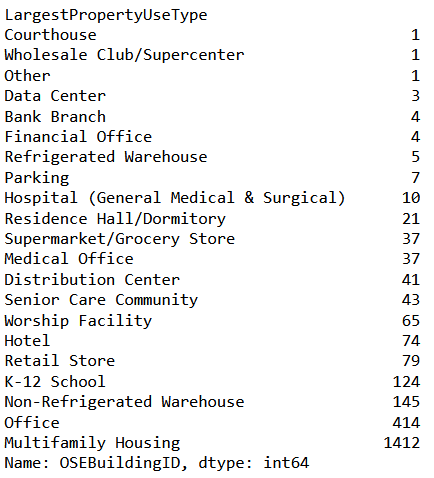 LargestPropertyUseType
Courthouse 1
Wholesale Club/Supercenter 1
Other 1
Data Center 3
Bank Branch 4
Financial Office 4
Refrigerated Warehouse 5
Parking 7
Hospital (General Medical & Surgical) 10
Residence Hall/Dormitory 21
Supermarket/Grocery Store 37
Medical Office 37
Distribution Center 41
Senior Care Community 43
Worship Facility 65
Hotel 74
Retail Store 79
K-12 School 124
Non-Refrigerated Warehouse 145
Office 414
Multifamily Housing 1412
Name: OSEBuildingID, dtype: int64